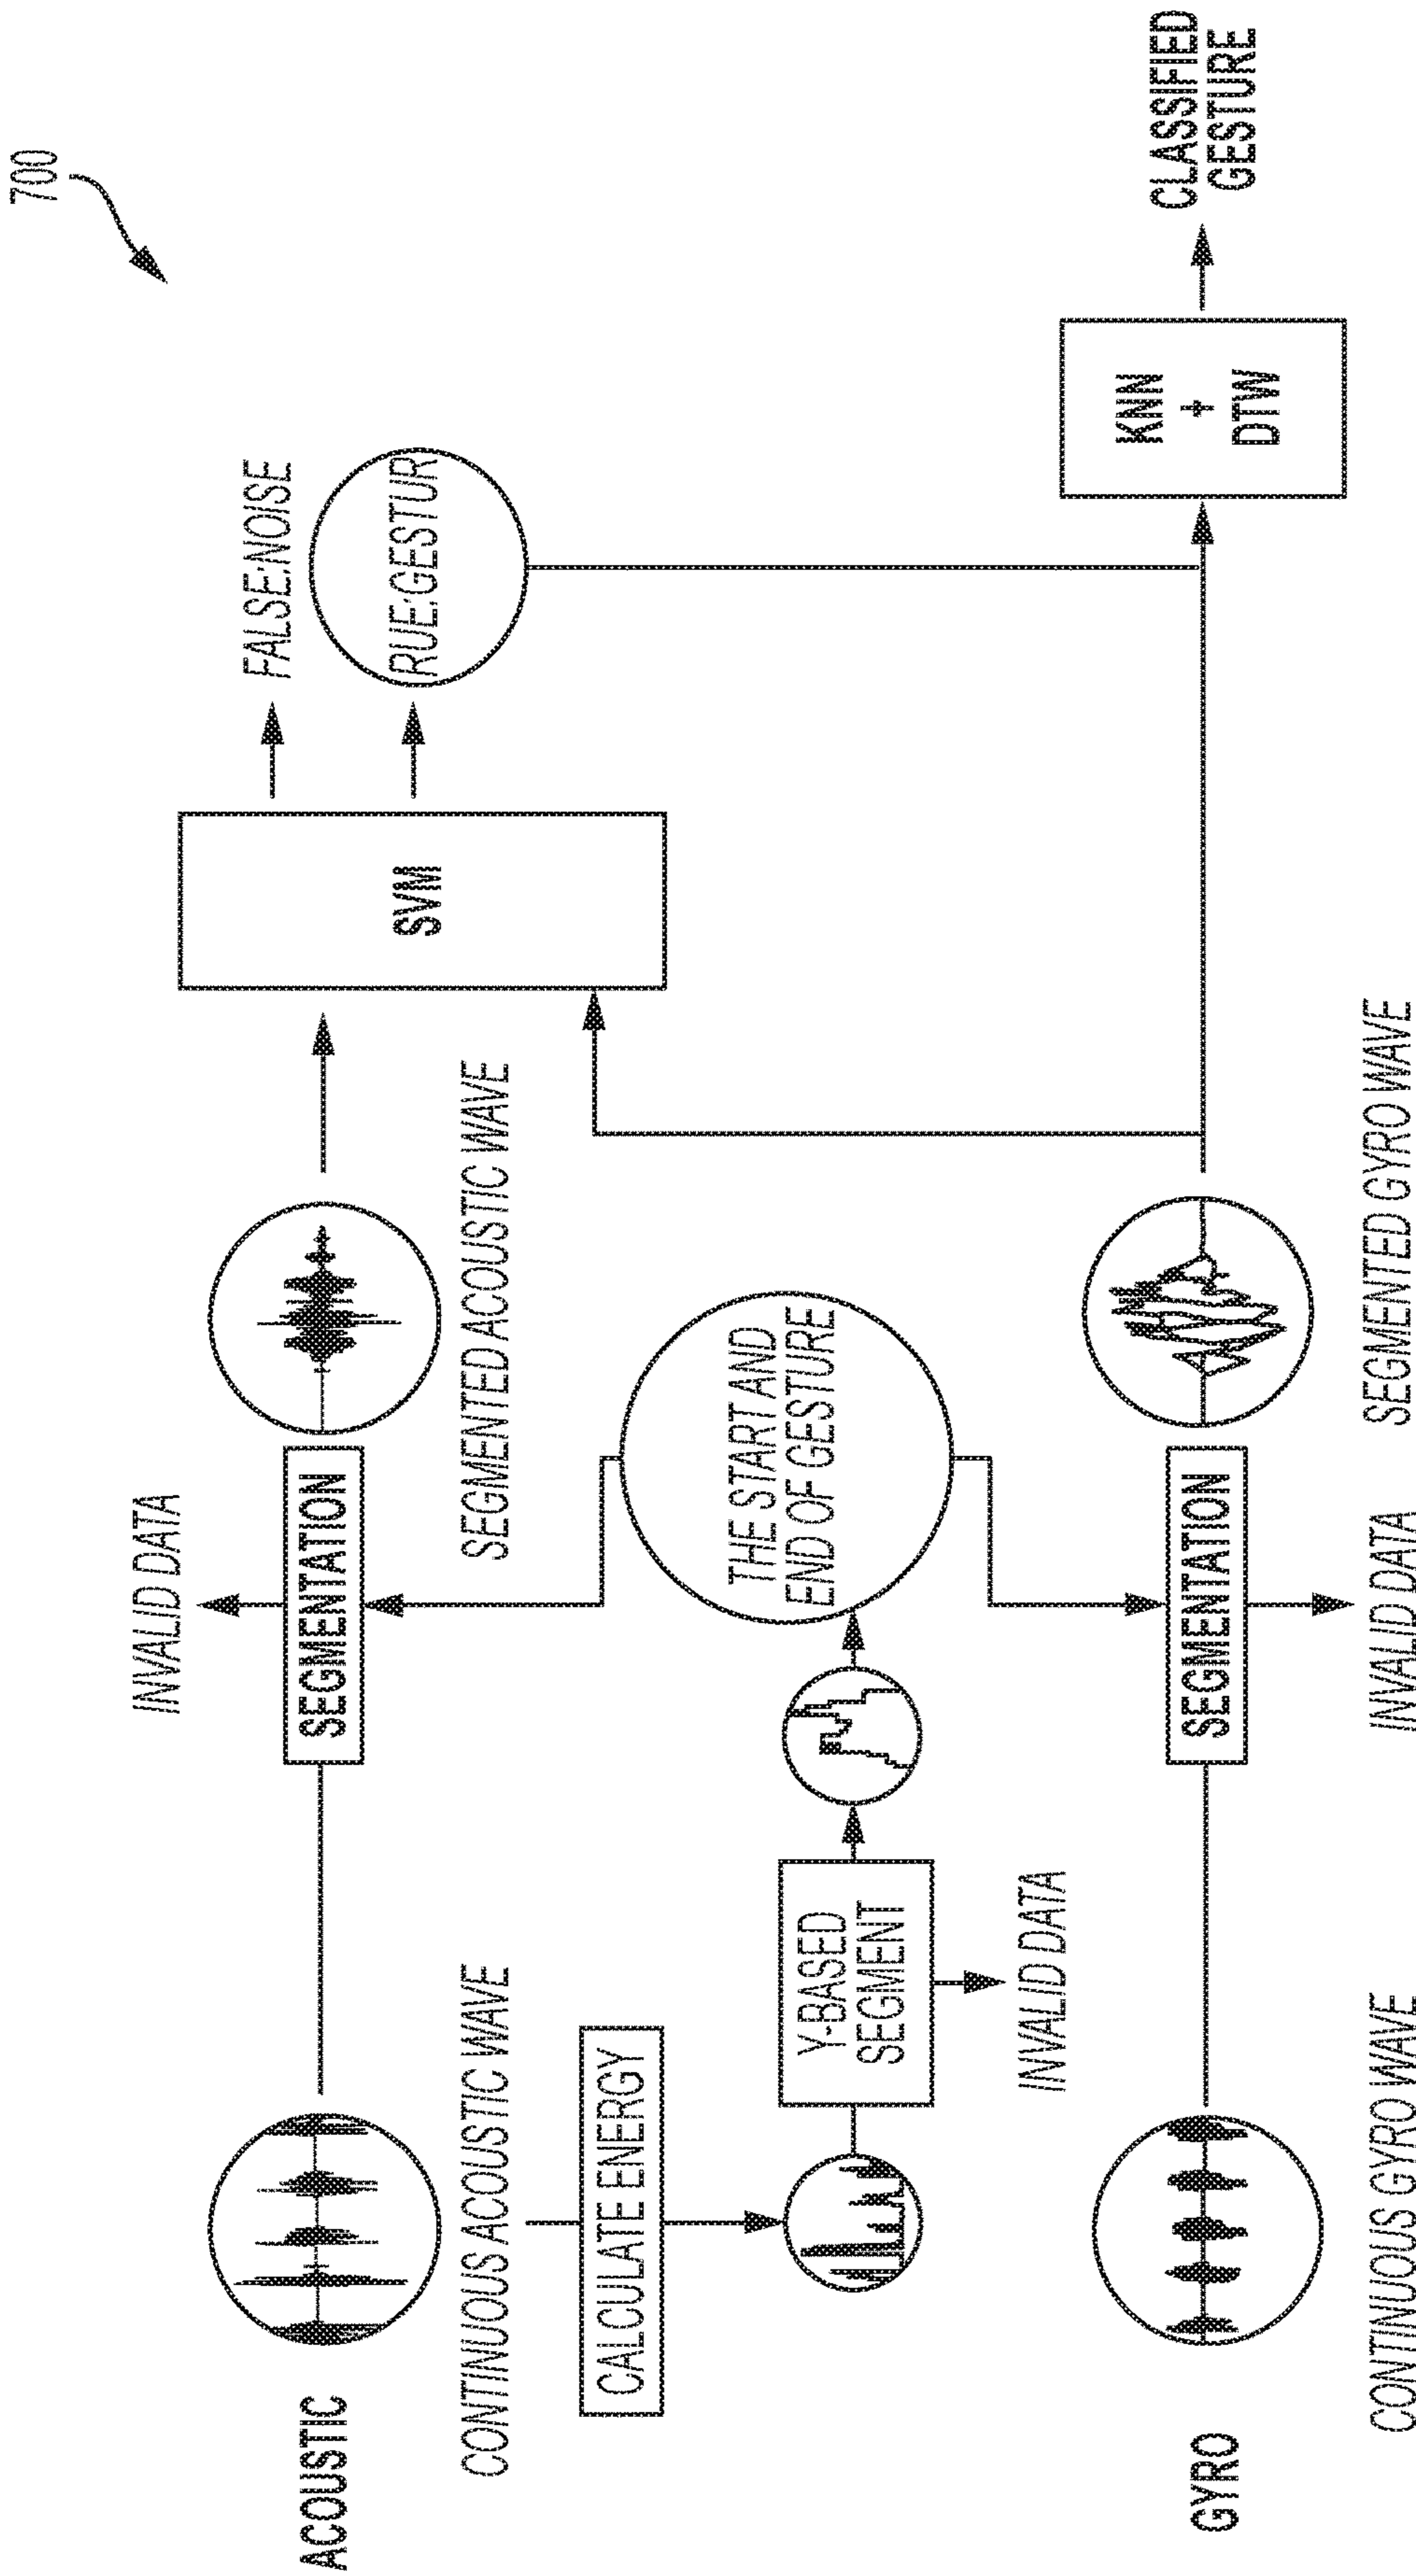 700
ACOUSTIC
CONTINUOUS ACOUSTIC WAVE
CALCULATE ENERGY
Y-BASED
SEGMENT
INVALID DATA
THE START AND
END OF GESTURE
SEGMENTATION
INVALID DATA
SEGMENTED ACOUSTIC WAVE
SVM
FALSE:NOISE
RUE:GESTUR
GYRO
CONTINUOUS GYRO WAVE
SEGMENTATION
INVALID DATA
SEGMENTED GYRO WAVE
KNN
+
DTW
CLASSIFIED
GESTURE